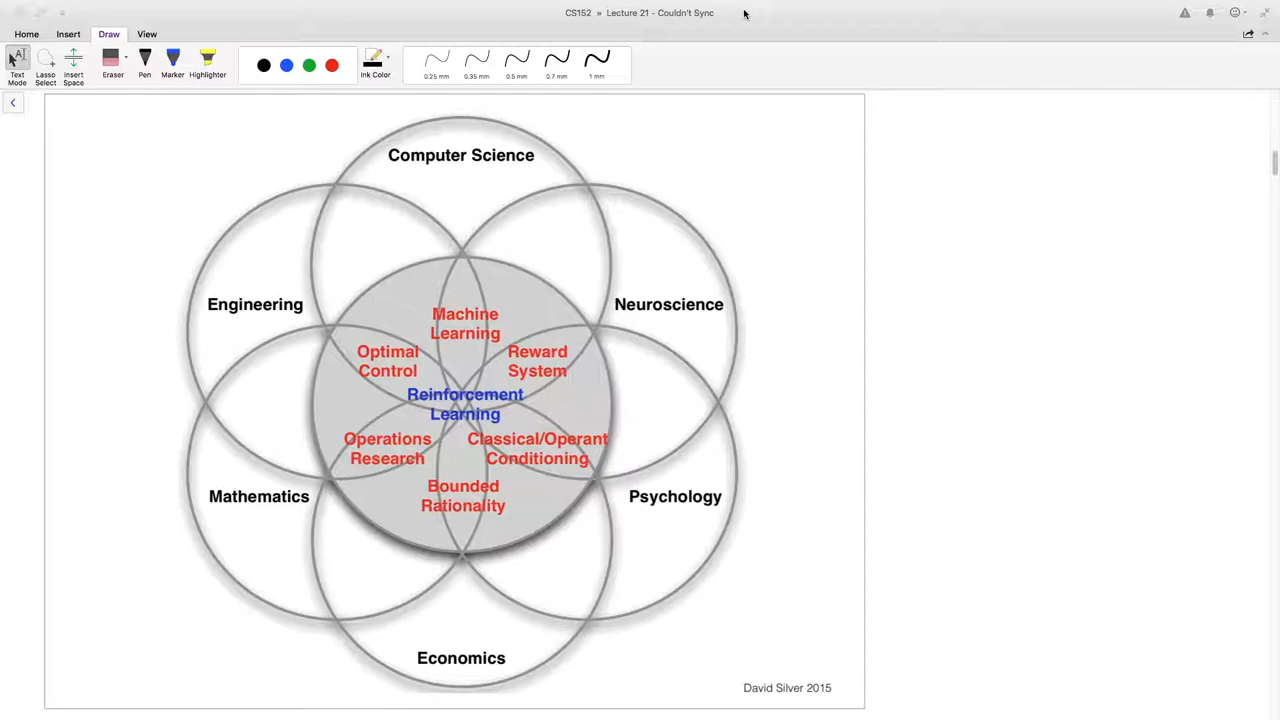 CS152 » Lecture 21 - Couldn't Sync
Home Insert Draw View
Text Mode
Lasso Select
Insert Space
Eraser
Pen
Marker
Highlighter
Ink Color
0.25 mm
0.35 mm
0.5 mm
0.7 mm
1 mm
Computer Science
Engineering
Neuroscience
Machine
Learning
Optimal
Control
Reward
System
Reinforcement
Learning
Operations
Research
Classical/Operant
Conditioning
Bounded
Rationality
Mathematics
Psychology
Economics
David Silver 2015